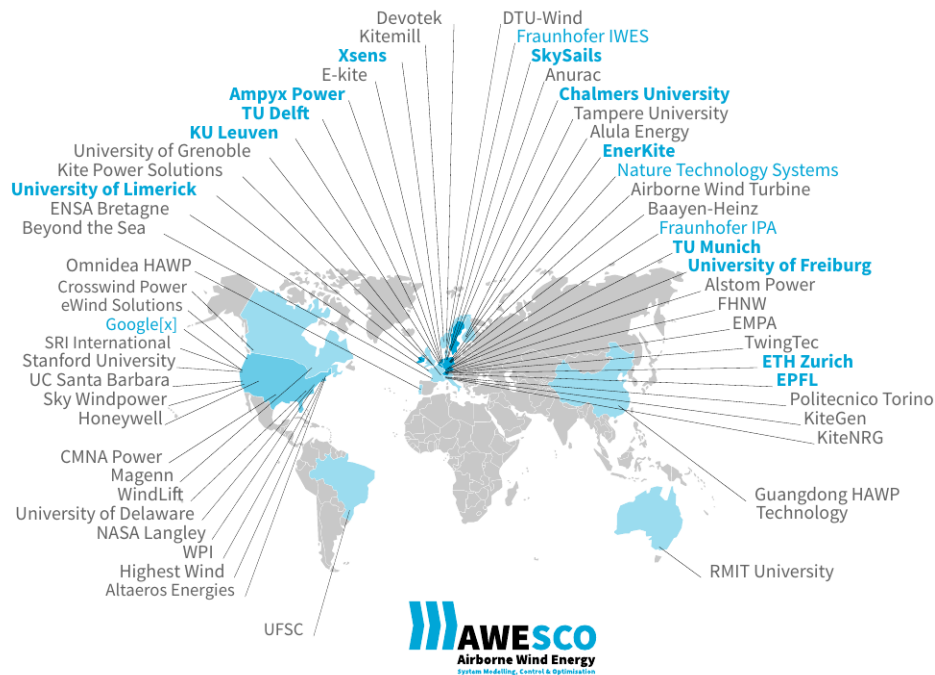 Devotek
Kitemill
Xsens
E-kite
Ampyx Power
TU Delft
KU Leuven
University of Grenoble
Kite Power Solutions
University of Limerick
ENSA Bretagne
Beyond the Sea
Omnidea HAWP
Crosswind Power
eWind Solutions
Google[x]
SRI International
Stanford University
UC Santa Barbara
Sky Windpower
Honeywell
CMNA Power
Magenn
WindLift
University of Delaware
NASA Langley
WPI
Highest Wind
Altaeros Energies
UFSC
DTU-Wind
Fraunhofer IWES
SkySails
Anurac
Chalmers University
Tampere University
Alula Energy
EnerKite
Nature Technology Systems
Airborne Wind Turbine
Baayen-Heinz
Fraunhofer IPA
TU Munich
University of Freiburg
Alstom Power
FHNW
EMPA
TwingTec
ETH Zurich
EPFL
Politecnico Torino
KiteGen
KiteNRG
Guangdong HAWP
Technology
RMIT University
AWESCO
Airborne Wind Energy
System Modelling, Control & Optimisation